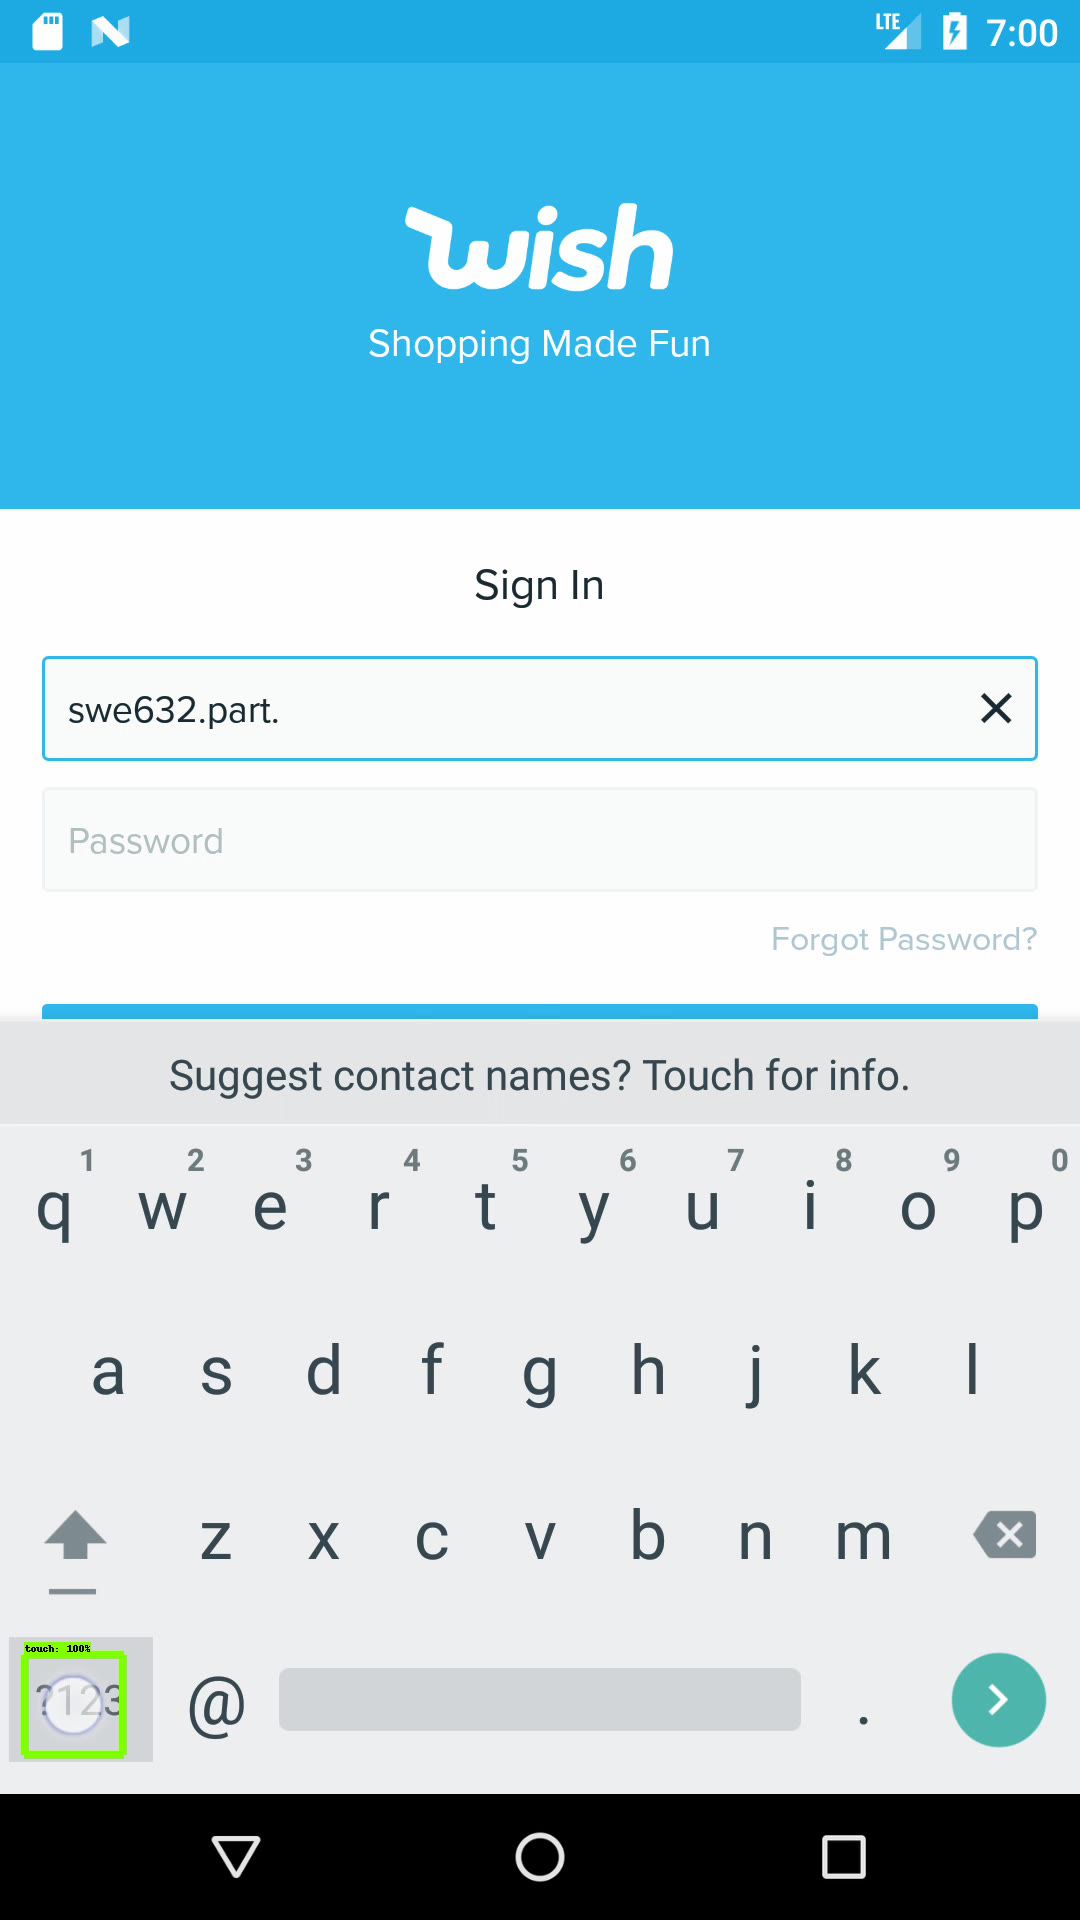 LTE 7:00
wish
Shopping Made Fun
Sign In
swe632.part.
Password
Forgot Password?
Suggest contact names? Touch for info.
1 2 3 4 5 6 7 8 9 0
q w e r t y u i o p
a s d f g h j k l
z x c v b n m
touch: 100%
?123 @ .